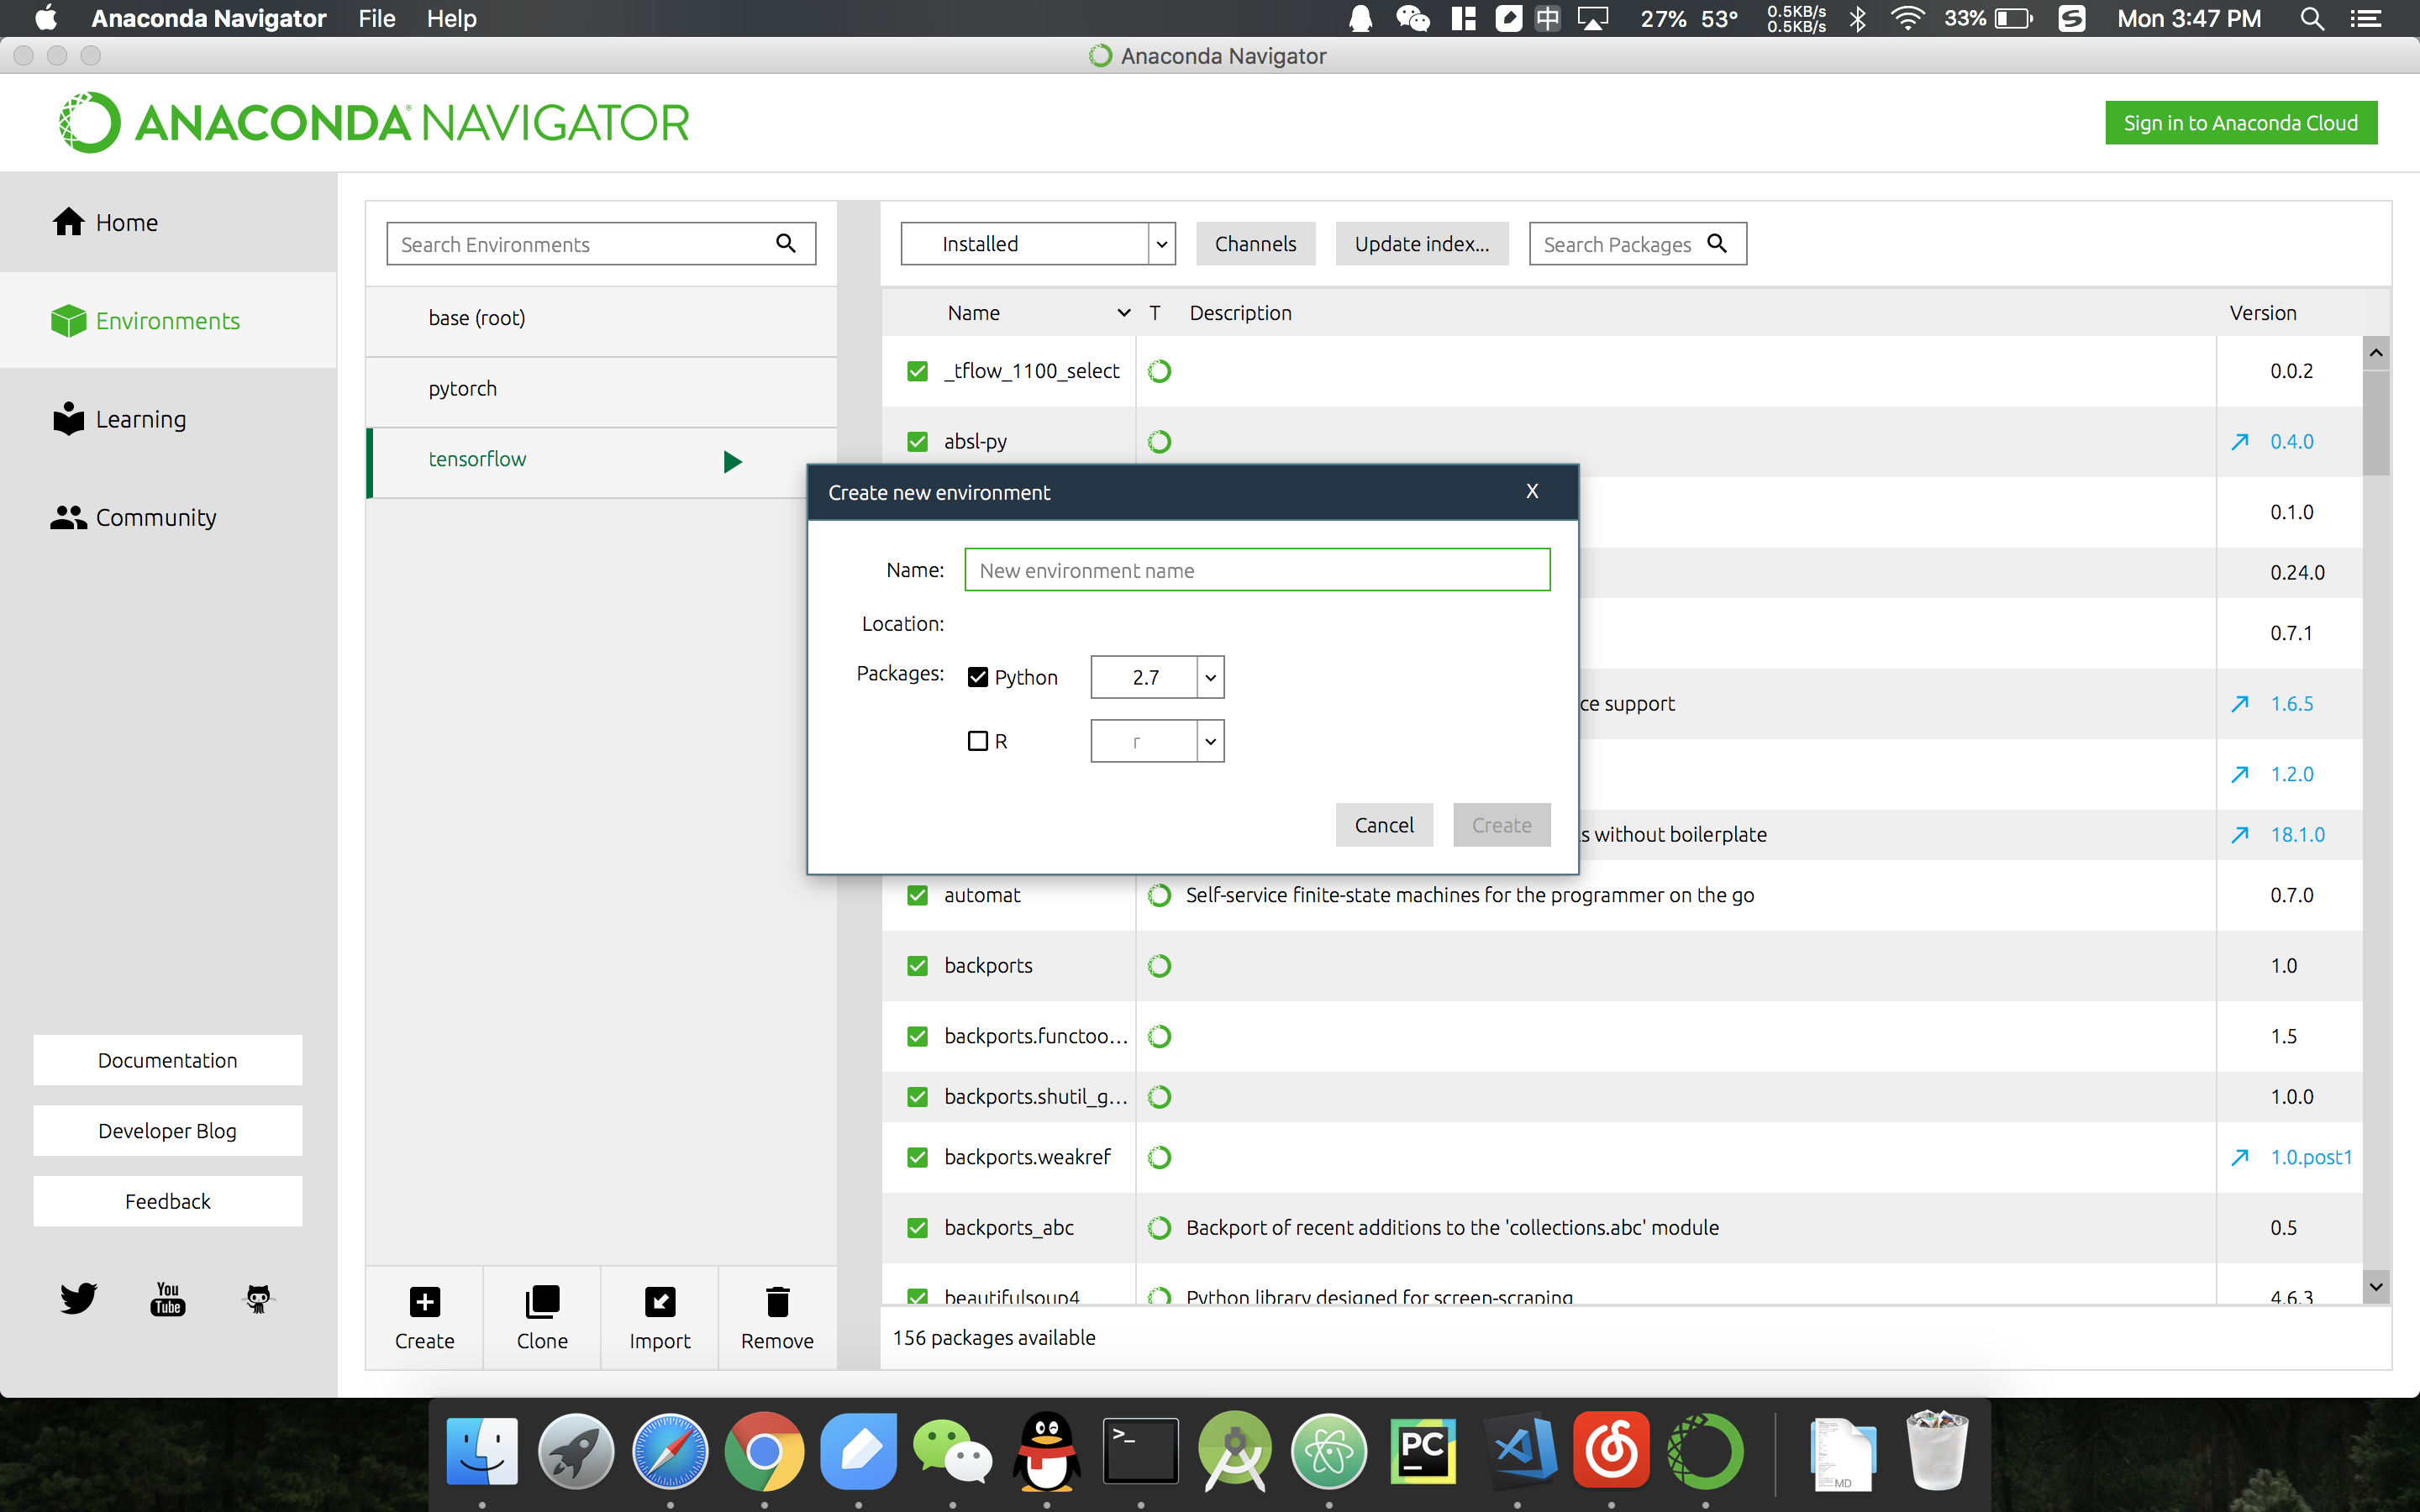 Anaconda Navigator File Help 中 27% 53° 0.5KB/s 0.5KB/s 33% S Mon 3:47 PM
Anaconda Navigator
ANACONDA NAVIGATOR
Sign in to Anaconda Cloud
Home
Environments
Learning
Community
Documentation
Developer Blog
Feedback
You Tube
Search Environments
base (root)
pytorch
tensorflow
Create Clone Import Remove
Installed Channels Update index... Search Packages
Name T Description Version
_tflow_1100_select 0.0.2
absl-py 0.4.0
0.1.0
0.24.0
0.7.1
ce support 1.6.5
1.2.0
s without boilerplate 18.1.0
automat Self-service finite-state machines for the programmer on the go 0.7.0
backports 1.0
backports.functoo... 1.5
backports.shutil_g... 1.0.0
backports.weakref 1.0.post1
backports_abc Backport of recent additions to the 'collections.abc' module 0.5
beautifulsoup4 Python library designed for screen-scraping 4.6.3
156 packages available
Create new environment X
Name: New environment name
Location:
Packages: Python 2.7
R r
Cancel Create
>_
PC
MD